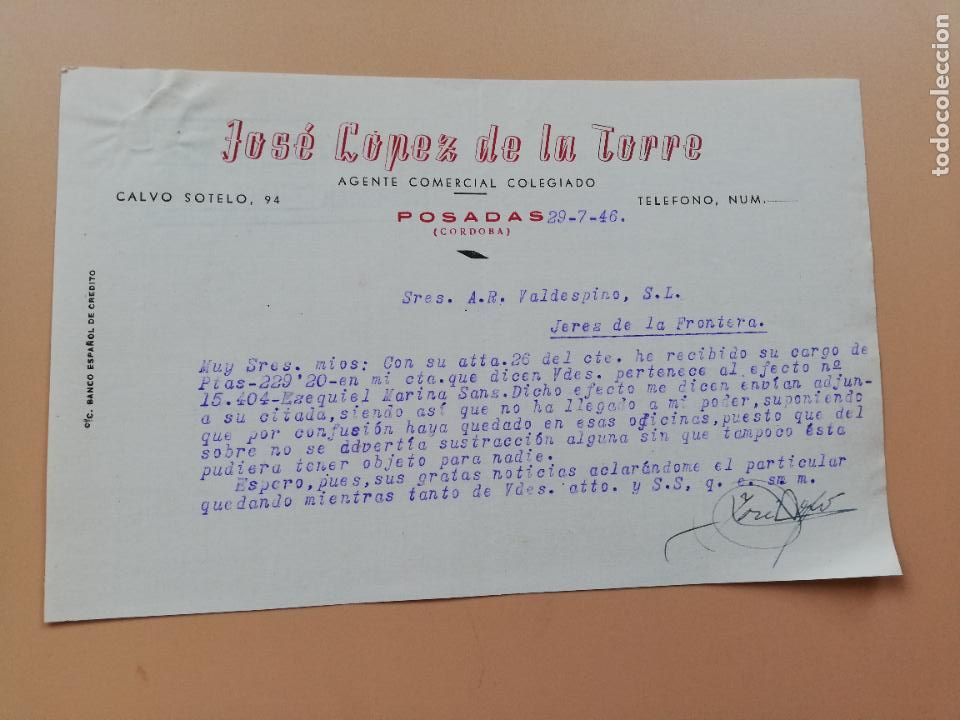 José López de la Torre
AGENTE COMERCIAL COLEGIADO
CALVO SOTELO, 94
TELEFONO, NUM.
POSADAS 29-7-46.
(CORDOBA)
c/c. BANCO ESPAÑOL DE CREDITO
Sres. A.R. Valdespino, S.L.
Jerez de la Frontera.
Muy Sres. mios: Con su atta.26 del cte. he recibido su cargo de
Ptas-229'20-en mi cta.que dicen Vdes. pertenece al efecto nº
15.404-Ezequiel Marina Sanz.Dicho efecto me dicen envían adjun-
a su citada,siendo así que no ha llegado a mi poder,suponiendo
que por confusión haya quedado en esas oficinas,puesto que del
sobre no se advertía sustracción alguna sin que tampoco ésta
pudiera tener objeto para nadie.
Espero,pues,sus gratas noticias aclarándome el particular
quedando mientras tanto de Vdes. atto. y S.S, q. e. sm m.
todocoleccion.net